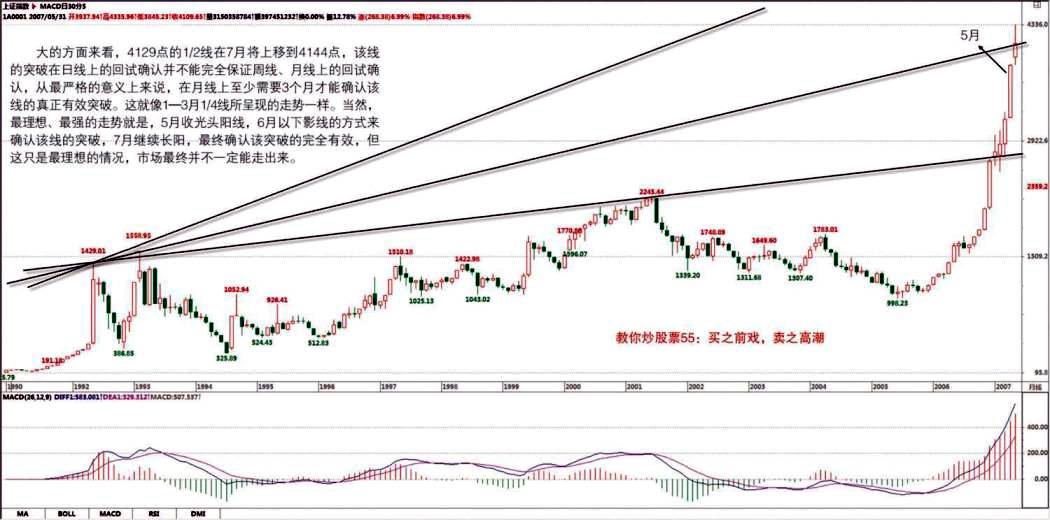 上证指数 MACD日30分5
1A0001 2007/05/31 开3937.94↑高4335.96↑低3845.23↑收4109.65↑量3150358784↑额397451232↑换0.00% 振12.78% 涨(268.38)6.99% 指数(268.38)6.99%
4336.0
5月
大的方面来看，4129点的1/2线在7月将上移到4144点，该线
的突破在日线上的回试确认并不能完全保证周线、月线上的回试确
认，从最严格的意义上来说，在月线上至少需要3个月才能确认该
线的真正有效突破。这就像1—3月1/4线所呈现的走势一样。当然，
最理想、最强的走势就是，5月收光头阳线，6月以下影线的方式来
确认该线的突破，7月继续长阳，最终确认该突破的完全有效，但
这只是最理想的情况，市场最终并不一定能走出来。
2922.6
2359.2
2245.44
1429.01
1558.95
1510.18
1422.98
1770.88
1748.89
1649.60
1783.01
1509.2
1596.07
1339.20
1311.68
1307.40
1052.94
926.41
1025.13
1043.02
998.23
191.18
386.85
325.89
524.43
512.83
教你炒股票55：买之前戏，卖之高潮
5.79
95.8
1990 1992 1993 1994 1995 1996 1997 1998 1999 2000 2001 2002 2003 2004 2005 2006 2007 月线
MACD(26,12,9) DIFF1:583.081↑DEA1:329.312↑MACD:507.537↑
400.00
200.00
0.00
MA BOLL MACD RSI DMI